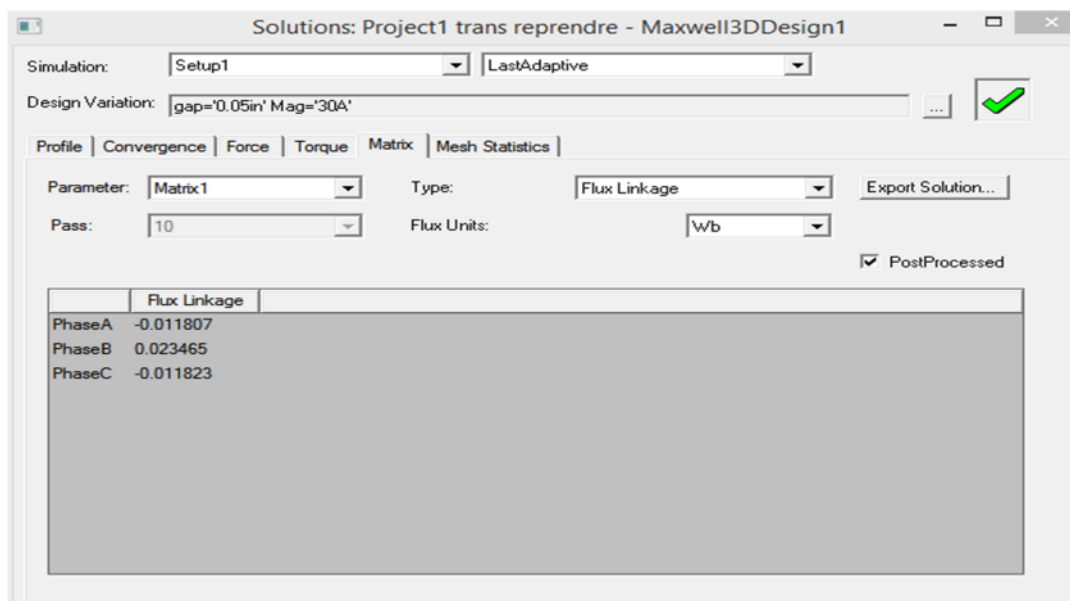 Solutions: Project1 trans reprendre - Maxwell3DDesign1
Simulation: Setup1 LastAdaptive
Design Variation: gap='0.05in' Mag='30A' ...
Profile Convergence Force Torque Matrix Mesh Statistics
Parameter: Matrix1 Type: Flux Linkage Export Solution...
Pass: 10 Flux Units: Wb
PostProcessed
Flux Linkage
PhaseA -0.011807
PhaseB 0.023465
PhaseC -0.011823